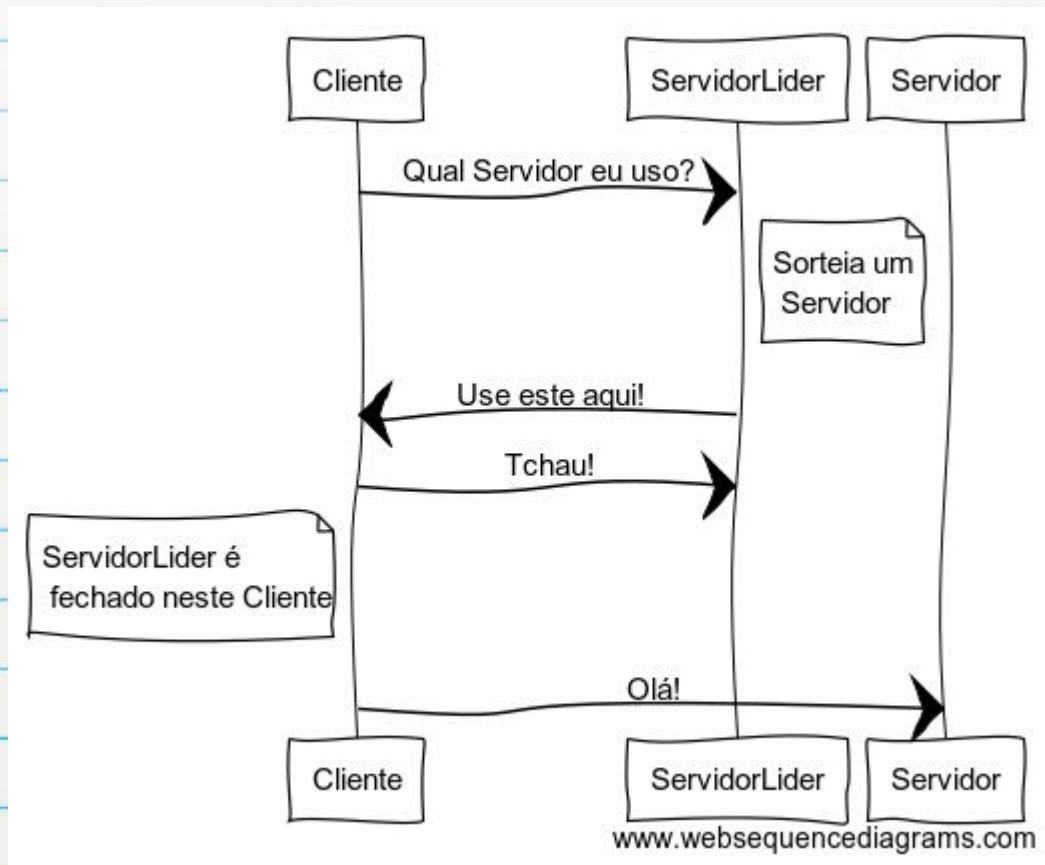 Cliente
ServidorLider
Servidor
Qual Servidor eu uso?
Sorteia um
Servidor
Use este aqui!
Tchau!
ServidorLider é
fechado neste Cliente
Olá!
Cliente
ServidorLider
Servidor
www.websequencediagrams.com